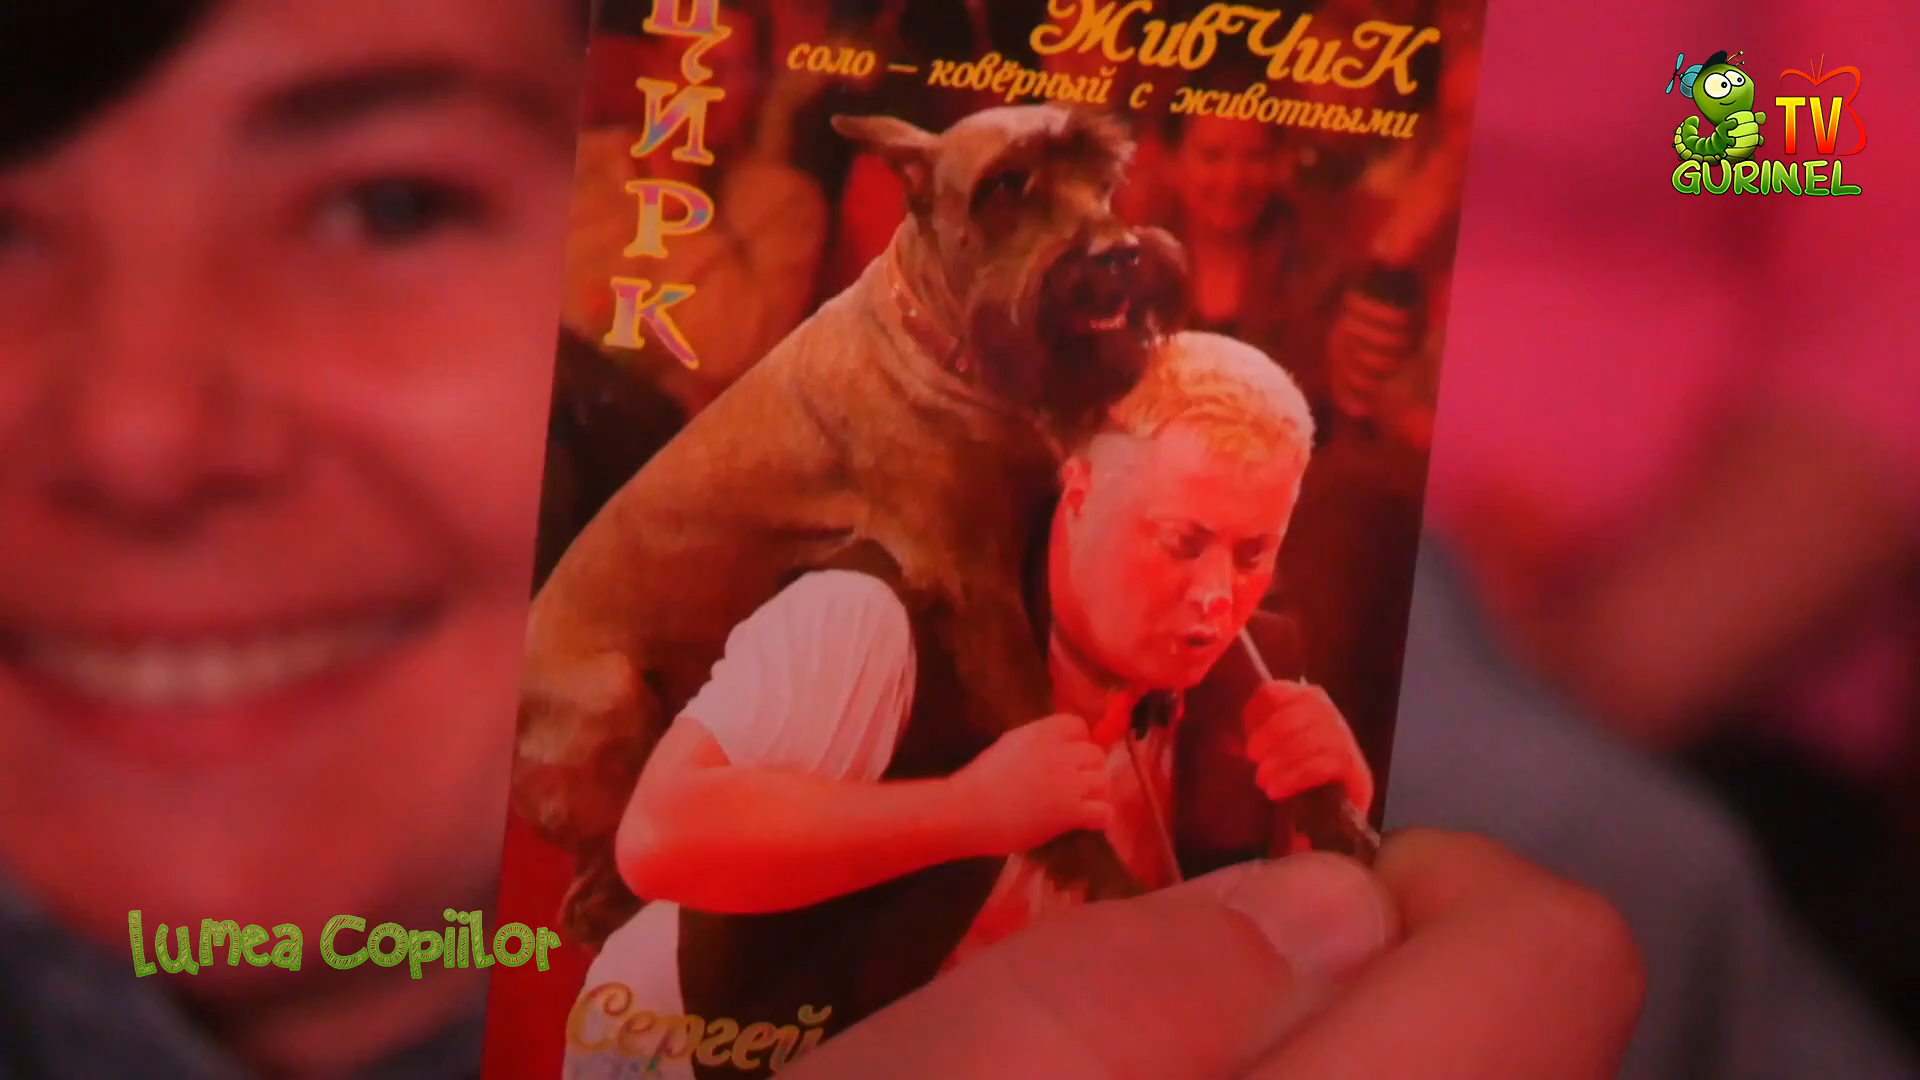 ЦИРК
ЖивЧиК
соло – ковёрный с животными
TV
GURINEL
Lumea Copiilor
Сергей